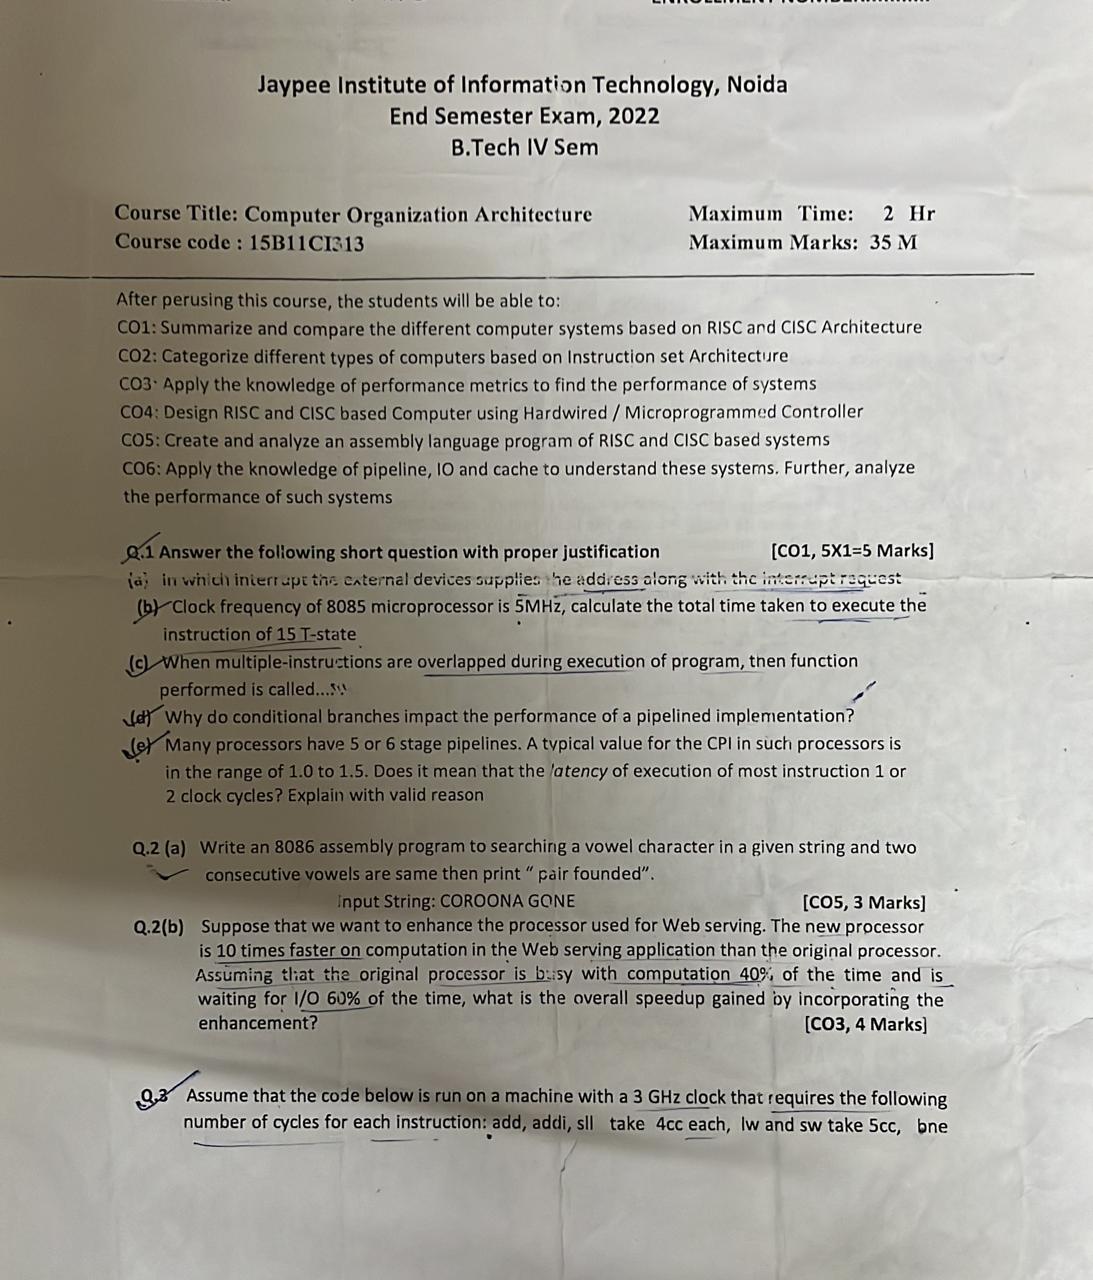 Jaypee Institute of Information Technology, Noida
End Semester Exam, 2022
B.Tech IV Sem
Course Title: Computer Organization Architecture Maximum Time: 2 Hr
Course code : 15B11CI313 Maximum Marks: 35 M
After perusing this course, the students will be able to:
CO1: Summarize and compare the different computer systems based on RISC and CISC Architecture
CO2: Categorize different types of computers based on Instruction set Architecture
CO3: Apply the knowledge of performance metrics to find the performance of systems
CO4: Design RISC and CISC based Computer using Hardwired / Microprogrammed Controller
CO5: Create and analyze an assembly language program of RISC and CISC based systems
CO6: Apply the knowledge of pipeline, IO and cache to understand these systems. Further, analyze
the performance of such systems
Q.1 Answer the following short question with proper justification [CO1, 5X1=5 Marks]
(a) in which interrupt the external devices supplies the address along with the interrupt request
(b) Clock frequency of 8085 microprocessor is 5MHz, calculate the total time taken to execute the
instruction of 15 T-state
(c) When multiple-instructions are overlapped during execution of program, then function
performed is called...
(d) Why do conditional branches impact the performance of a pipelined implementation?
(e) Many processors have 5 or 6 stage pipelines. A typical value for the CPI in such processors is
in the range of 1.0 to 1.5. Does it mean that the latency of execution of most instruction 1 or
2 clock cycles? Explain with valid reason
Q.2 (a) Write an 8086 assembly program to searching a vowel character in a given string and two
consecutive vowels are same then print " pair founded".
Input String: COROONA GONE [CO5, 3 Marks]
Q.2(b) Suppose that we want to enhance the processor used for Web serving. The new processor
is 10 times faster on computation in the Web serving application than the original processor.
Assuming that the original processor is busy with computation 40% of the time and is
waiting for I/O 60% of the time, what is the overall speedup gained by incorporating the
enhancement? [CO3, 4 Marks]
Q.3 Assume that the code below is run on a machine with a 3 GHz clock that requires the following
number of cycles for each instruction: add, addi, sll take 4cc each, lw and sw take 5cc, bne